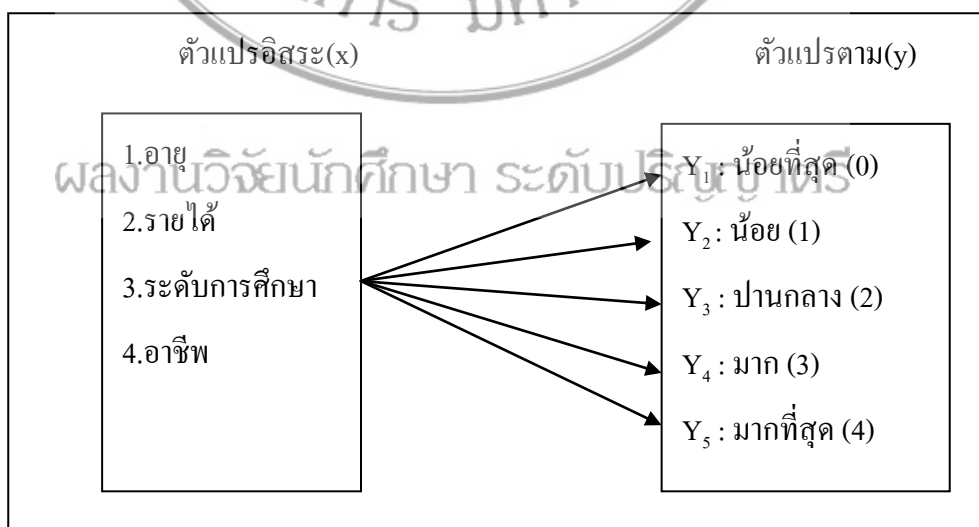 ตัวแปรอิสระ(x)
ตัวแปรตาม(y)
1.อายุ
2.รายได้
3.ระดับการศึกษา
4.อาชีพ
Y₁ : น้อยที่สุด (0)
Y₂ : น้อย (1)
Y₃ : ปานกลาง (2)
Y₄ : มาก (3)
Y₅ : มากที่สุด (4)
ผลงานวิจัยนักศึกษา ระดับปริญญาตรี